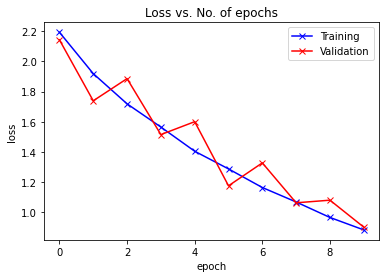 Loss vs. No. of epochs
Training
Validation
loss
2.2
2.0
1.8
1.6
1.4
1.2
1.0
0 2 4 6 8
epoch